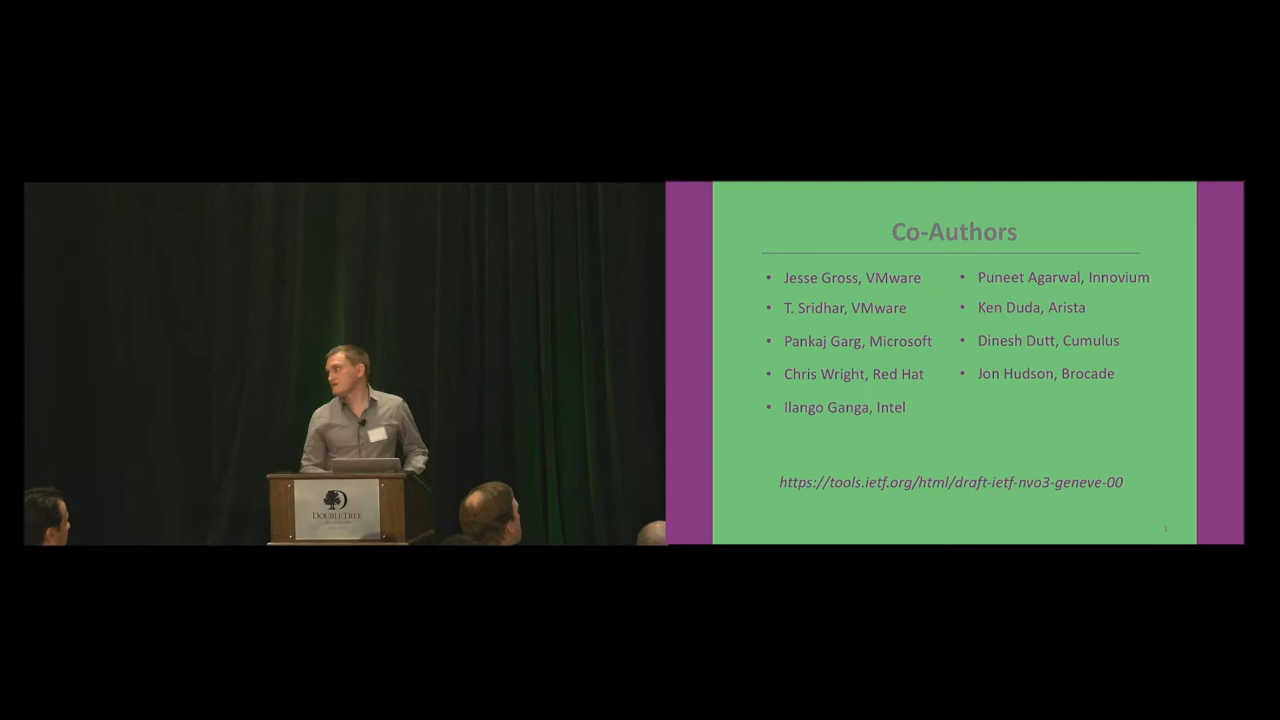 Co-Authors
• Jesse Gross, VMware
• T. Sridhar, VMware
• Pankaj Garg, Microsoft
• Chris Wright, Red Hat
• Ilango Ganga, Intel
• Puneet Agarwal, Innovium
• Ken Duda, Arista
• Dinesh Dutt, Cumulus
• Jon Hudson, Brocade
https://tools.ietf.org/html/draft-ietf-nvo3-geneve-00
3
DOUBLETREE